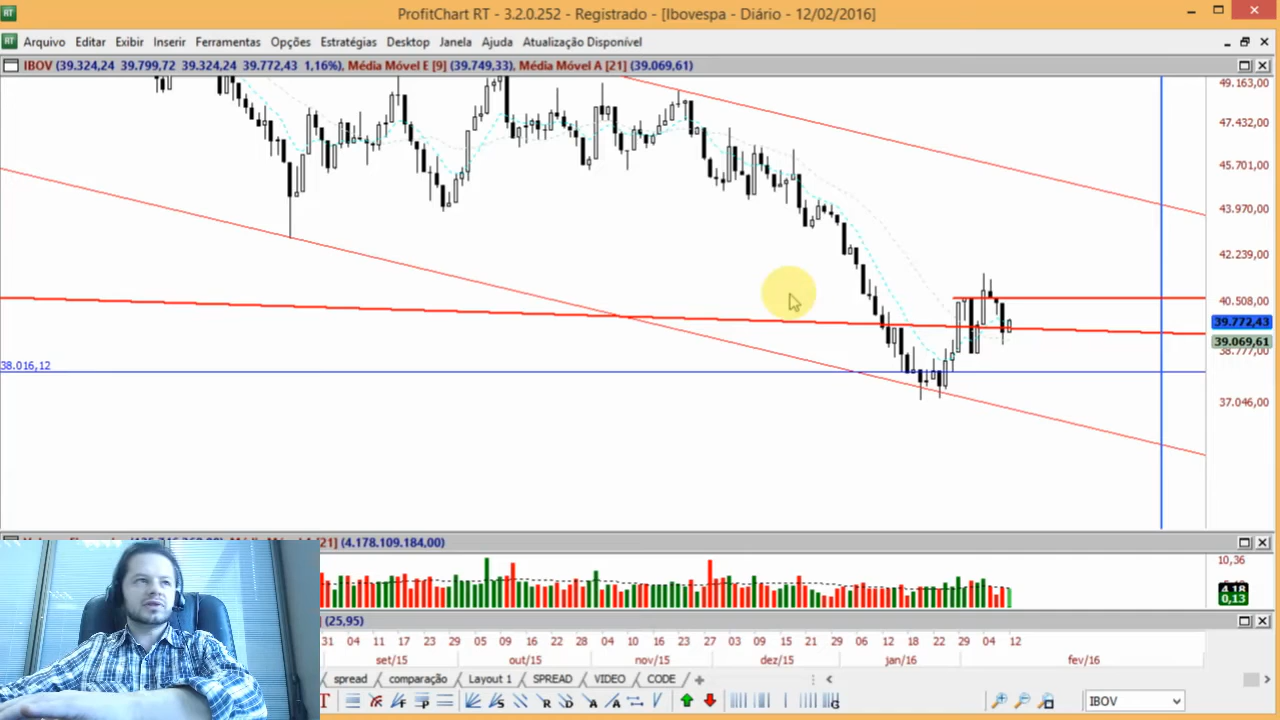 RT
ProfitChart RT - 3.2.0.252 - Registrado - [Ibovespa - Diário - 12/02/2016]
RT Arquivo Editar Exibir Inserir Ferramentas Opções Estratégias Desktop Janela Ajuda Atualização Disponível
IBOV (39.324,24 39.799,72 39.324,24 39.772,43 1,16%), Média Móvel E [9] (39.749,33), Média Móvel A [21] (39.069,61)
49.163,00
47.432,00
45.701,00
43.970,00
42.239,00
40.508,00
39.772,43
39.069,61
38.777,00
38.016,12
37.046,00
[21] (4.178.109.184,00)
10,36
4,18
0,13
(25,95)
31 04 11 17 23 29 05 09 16 22 28 04 10 16 23 27 03 09 15 21 29 06 12 18 22 29 04 12
set/15 out/15 nov/15 dez/15 jan/16 fev/16
spread comparação Layout 1 SPREAD VIDEO CODE
IBOV